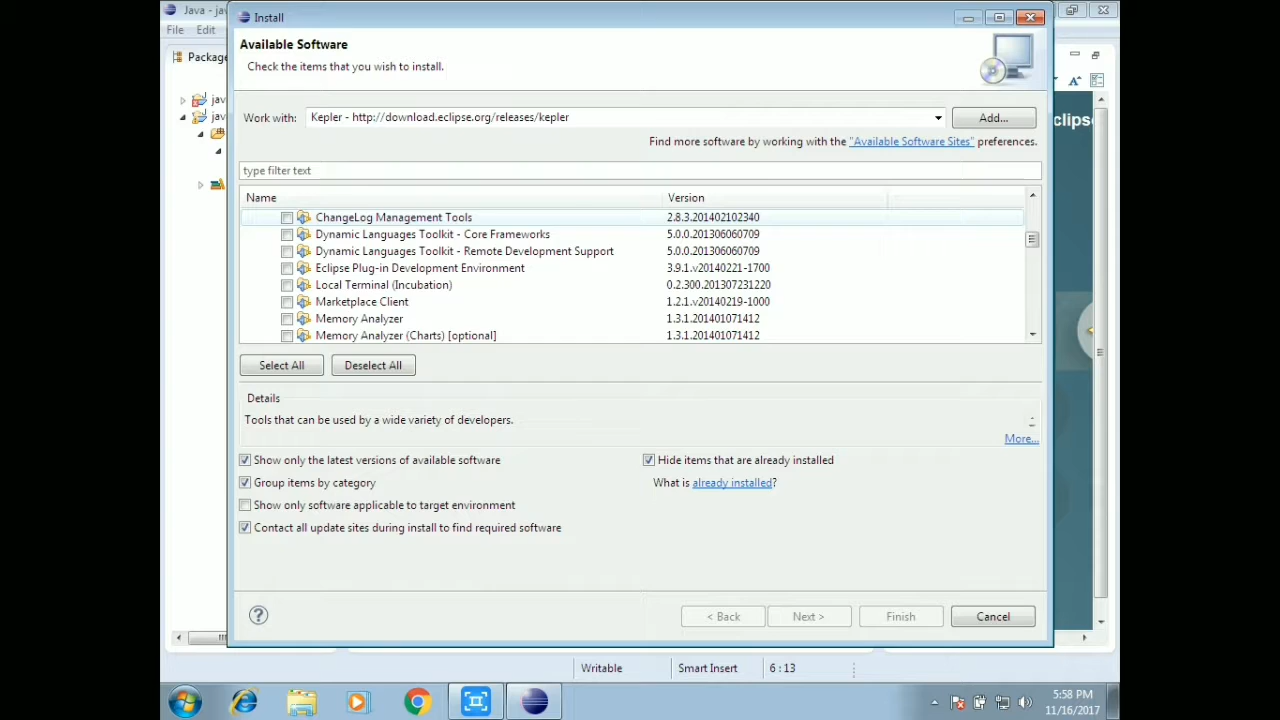 Java - jav
Install
File Edit
Available Software
Check the items that you wish to install.
Package
Work with: Kepler - http://download.eclipse.org/releases/kepler Add...
Find more software by working with the "Available Software Sites" preferences.
type filter text
Name Version
ChangeLog Management Tools 2.8.3.201402102340
Dynamic Languages Toolkit - Core Frameworks 5.0.0.201306060709
Dynamic Languages Toolkit - Remote Development Support 5.0.0.201306060709
Eclipse Plug-in Development Environment 3.9.1.v20140221-1700
Local Terminal (Incubation) 0.2.300.201307231220
Marketplace Client 1.2.1.v20140219-1000
Memory Analyzer 1.3.1.201401071412
Memory Analyzer (Charts) [optional] 1.3.1.201401071412
jav
jav
clips
Select All Deselect All
Details
Tools that can be used by a wide variety of developers.
More...
Show only the latest versions of available software Hide items that are already installed
Group items by category What is already installed?
Show only software applicable to target environment
Contact all update sites during install to find required software
< Back Next > Finish Cancel
Writable Smart Insert 6 : 13
5:58 PM
11/16/2017